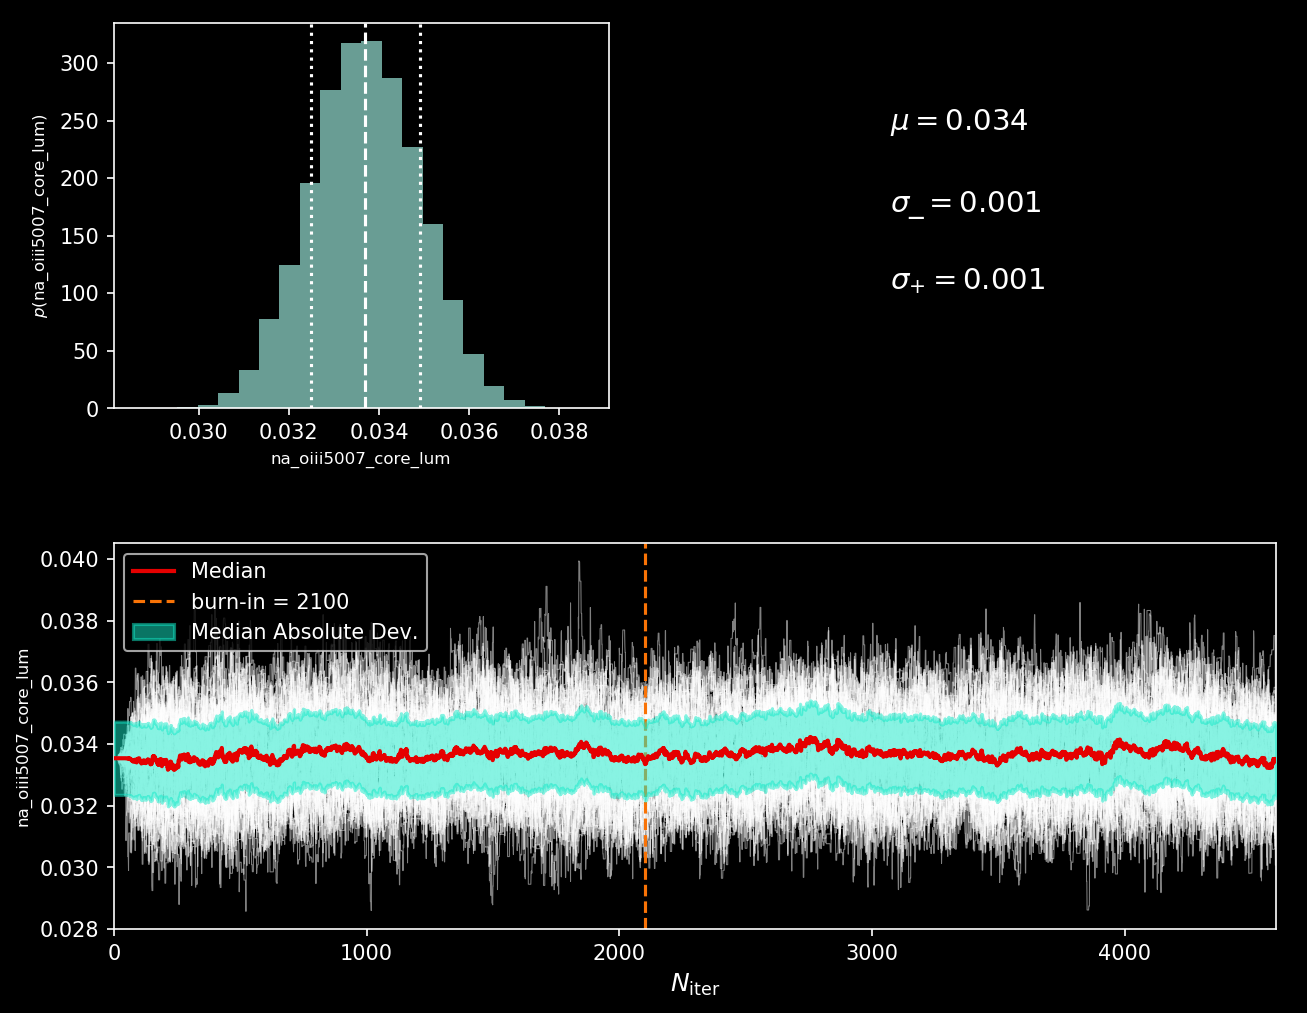 300
250
200
150
100
50
0
p(na_oiii5007_core_lum)
0.030 0.032 0.034 0.036 0.038
na_oiii5007_core_lum
μ = 0.034
σ₋ = 0.001
σ₊ = 0.001
0.040
0.038
0.036
0.034
0.032
0.030
0.028
na_oiii5007_core_lum
Median
burn-in = 2100
Median Absolute Dev.
0 1000 2000 3000 4000
N_iter